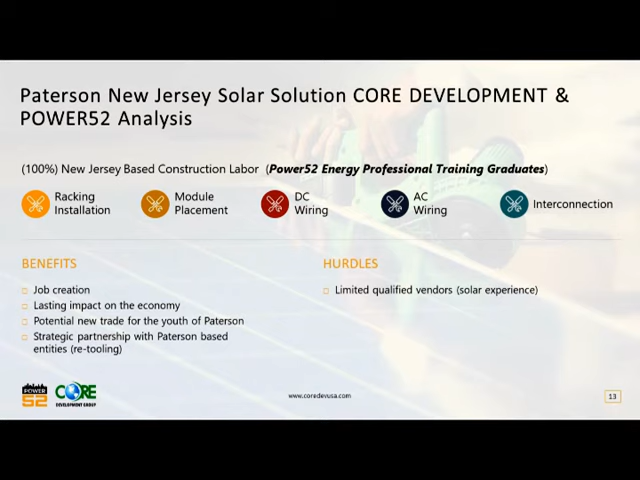 Paterson New Jersey Solar Solution CORE DEVELOPMENT &
POWER52 Analysis
(100%) New Jersey Based Construction Labor (Power52 Energy Professional Training Graduates)
Racking
Installation
Module
Placement
DC
Wiring
AC
Wiring
Interconnection
BENEFITS
Job creation
Lasting impact on the economy
Potential new trade for the youth of Paterson
Strategic partnership with Paterson based
entities (re-tooling)
HURDLES
Limited qualified vendors (solar experience)
POWER
52
CORE
DEVELOPMENT GROUP
www.coredevusa.com
13